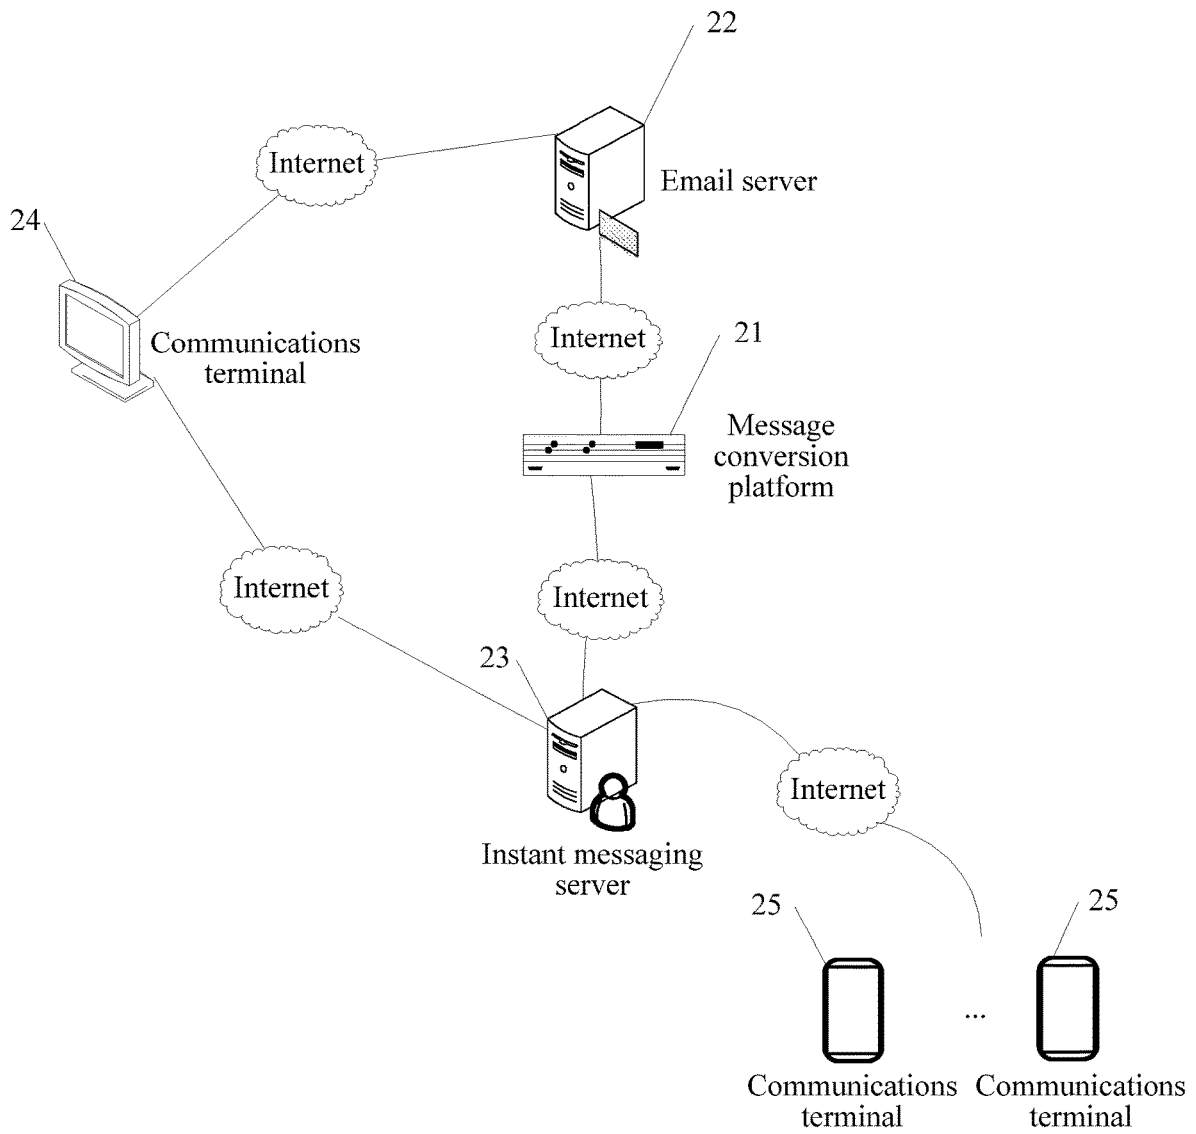 22
Internet
Email server
24
Internet
21
Communications
terminal
Message
conversion
platform
Internet
Internet
23
Internet
Instant messaging
server
25
25
...
Communications
terminal
Communications
terminal